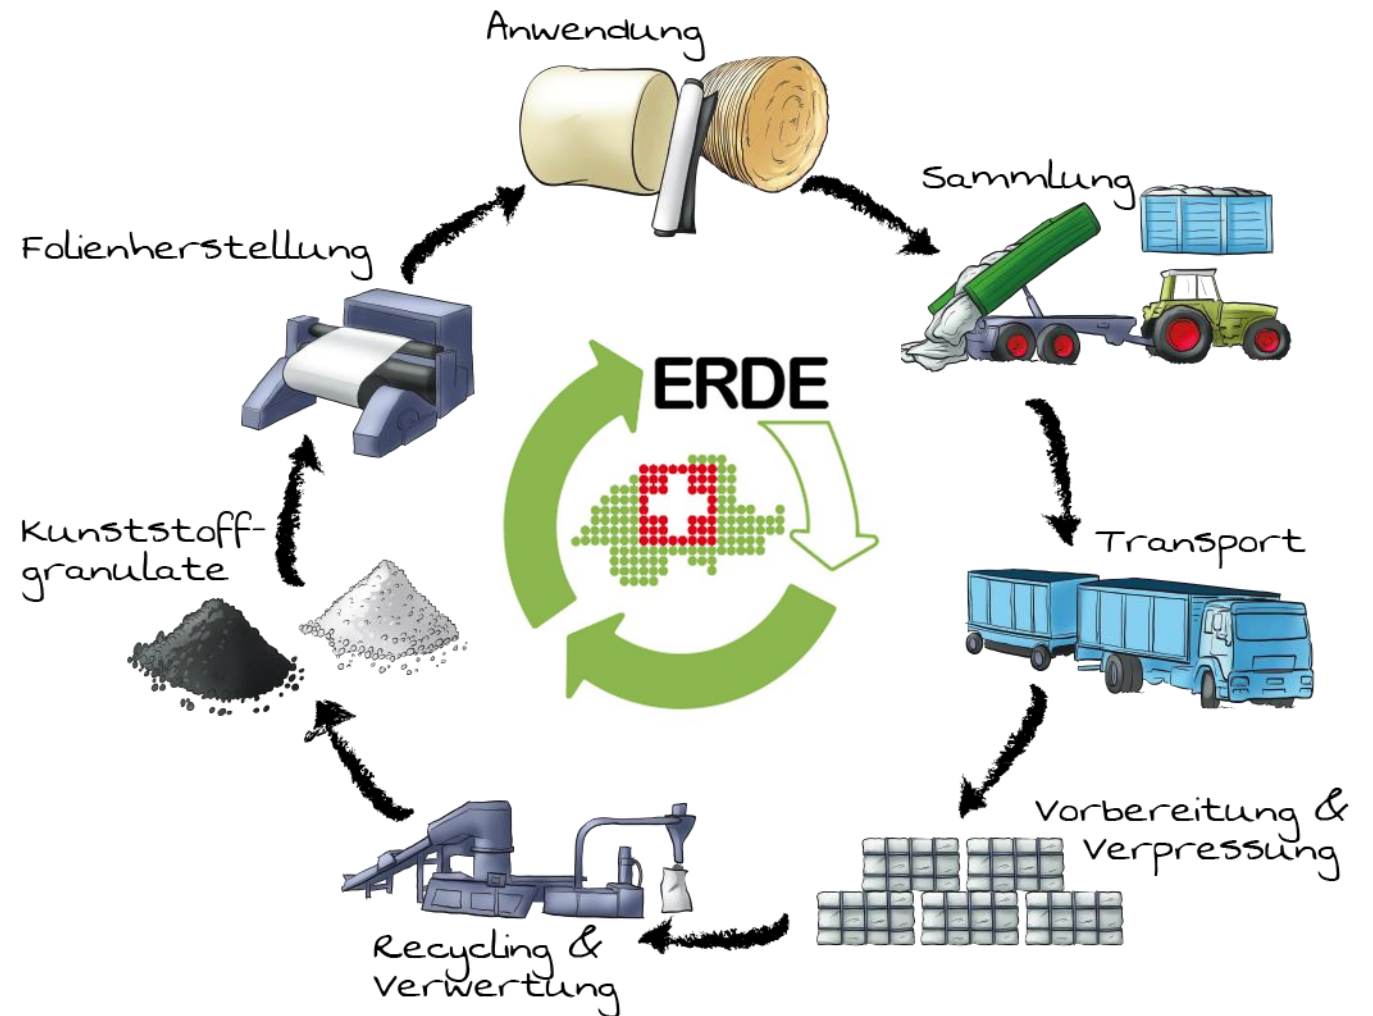 Anwendung
Sammlung
Folienherstellung
ERDE
Kunststoff-
granulate
Transport
Vorbereitung &
Verpressung
Recycling &
Verwertung